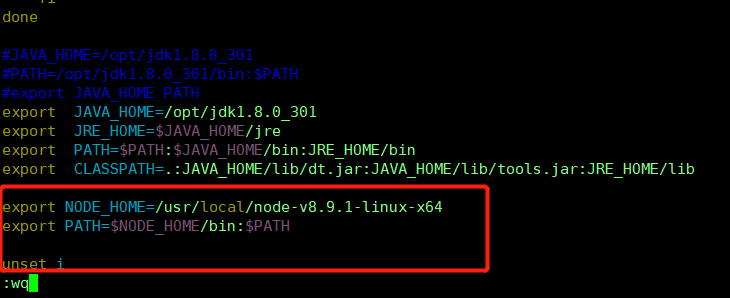 done
#JAVA_HOME=/opt/jdk1.8.0_301
#PATH=/opt/jdk1.8.0_301/bin:$PATH
#export JAVA_HOME PATH
export  JAVA_HOME=/opt/jdk1.8.0_301
export  JRE_HOME=$JAVA_HOME/jre
export  PATH=$PATH:$JAVA_HOME/bin:JRE_HOME/bin
export  CLASSPATH=.:JAVA_HOME/lib/dt.jar:JAVA_HOME/lib/tools.jar:JRE_HOME/lib
export NODE_HOME=/usr/local/node-v8.9.1-linux-x64
export PATH=$NODE_HOME/bin:$PATH
unset i
:wq